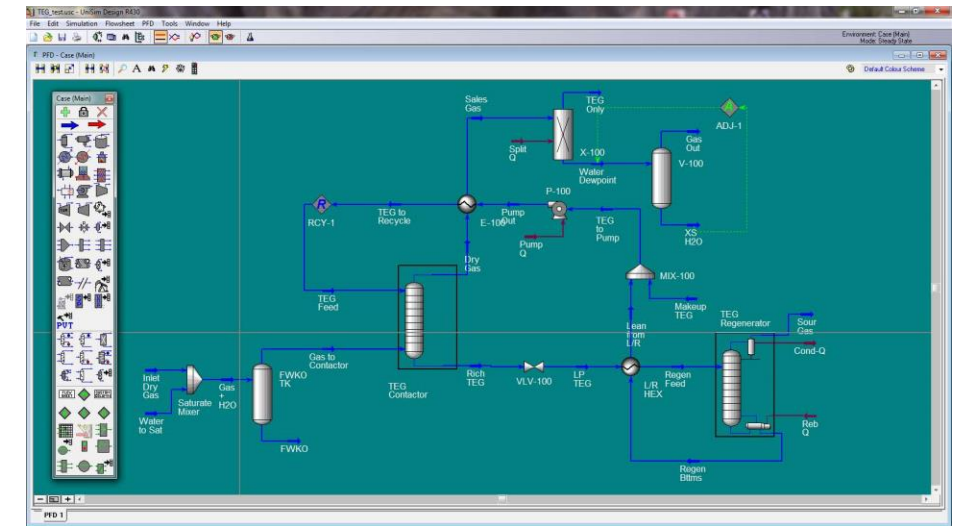 TEG_test.usc - UniSim Design R430
File Edit Simulation Flowsheet PFD Tools Window Help
Environment: Case (Main)
Mode: Steady State
PFD - Case (Main)
A
Default Colour Scheme
Case (Main)
PVT
Sales
Gas
TEG
Only
ADJ-1
Split
Q
X-100
Gas
Out
V-100
Water
Dewpoint
P-100
R
RCY-1
TEG to
Recycle
E-100
Pump
Out
TEG
to
Pump
XS
H2O
Pump
Q
Dry
Gas
MIX-100
TEG
Feed
Makeup
TEG
Lean
from
L/R
TEG
Regenerator
Sour
Gas
Cond-Q
Gas to
Contactor
Inlet
Dry
Gas
FWKO
TK
Rich
TEG
VLV-100
LP
TEG
Regen
Feed
Saturate
Mixer
Gas
+
H2O
TEG
Contactor
L/R
HEX
Water
to Sat
Reb
Q
FWKO
Regen
Bttms
PFD 1